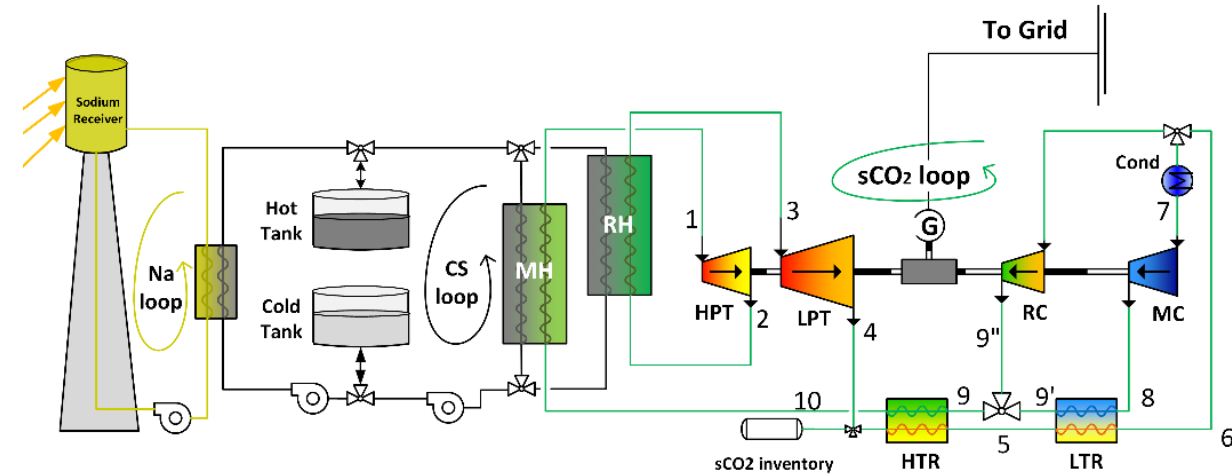 To Grid
Sodium
Receiver
Cond
sCO₂ loop
Hot
Tank
RH
1
3
G
7
MH
Na
loop
CS
loop
Cold
Tank
HPT
2
LPT
4
RC
MC
9"
10
9
9'
8
5
6
sCO2 inventory
HTR
LTR